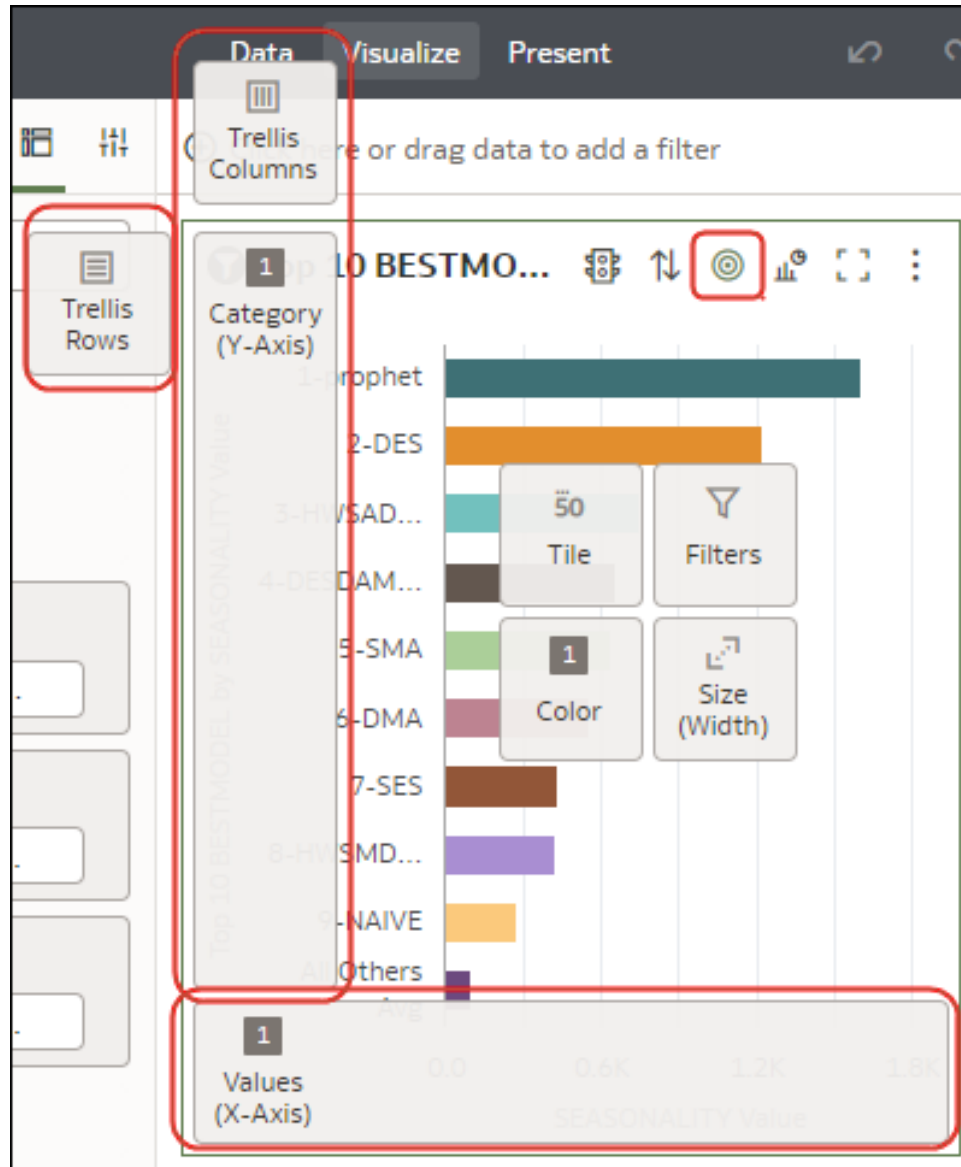 Data
Visualize
Present
Trellis
Columns
Click here or drag data to add a filter
Trellis
Rows
1
Top 10 BESTMO...
Category
(Y-Axis)
Top 10 BESTMODEL by SEASONALITY Value
1-prophet
2-DES
3-HWSAD...
4-DESDAM...
5-SMA
6-DMA
7-SES
8-HWSMD...
9-NAIVE
All Others
Avg
50
Tile
Filters
1
Color
Size
(Width)
1
Values
(X-Axis)
0.0
0.6K
1.2K
1.8K
SEASONALITY Value